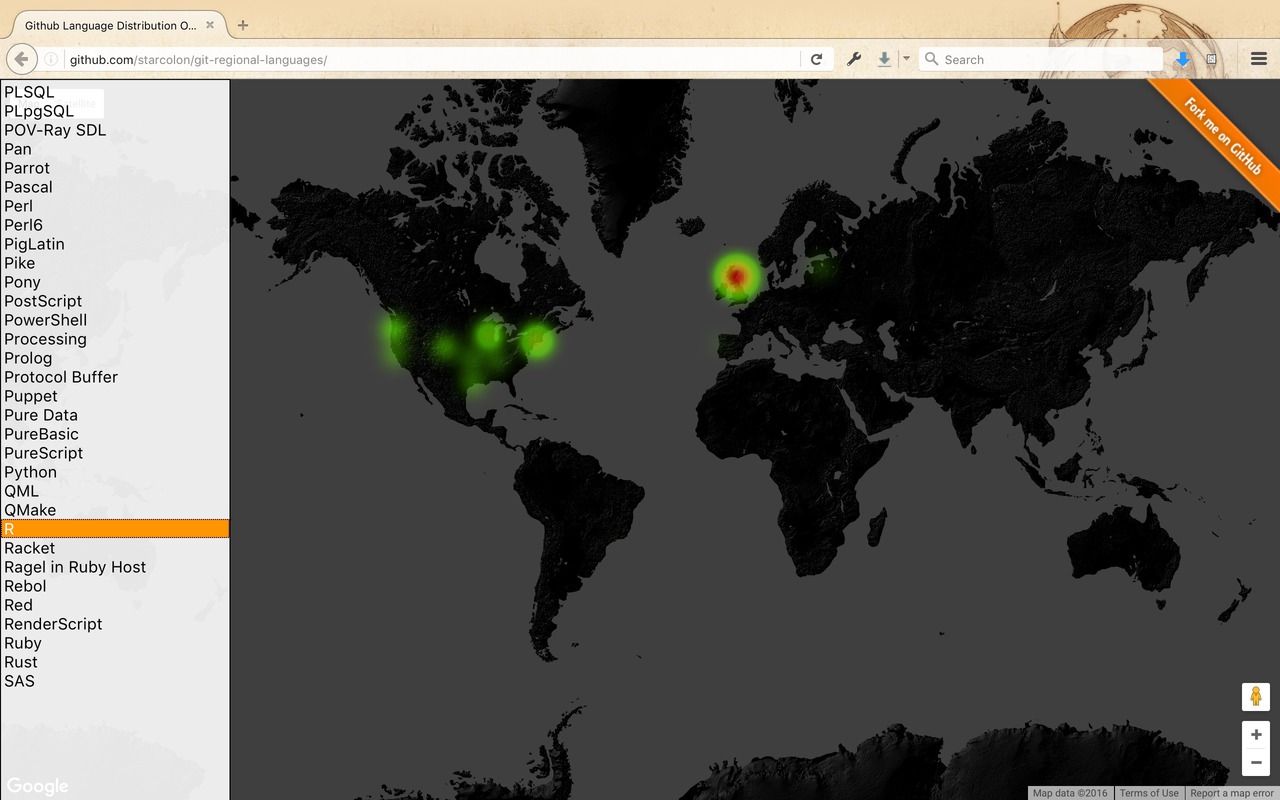 Github Language Distribution O...
github.com/starcolon/git-regional-languages/
Search
PLSQL
Map Satellite
PLpgSQL
POV-Ray SDL
Pan
Parrot
Pascal
Perl
Perl6
PigLatin
Pike
Pony
PostScript
PowerShell
Processing
Prolog
Protocol Buffer
Puppet
Pure Data
PureBasic
PureScript
Python
QML
QMake
R
Racket
Ragel in Ruby Host
Rebol
Red
RenderScript
Ruby
Rust
SAS
Fork me on GitHub
Google
Map data ©2016
Terms of Use
Report a map error